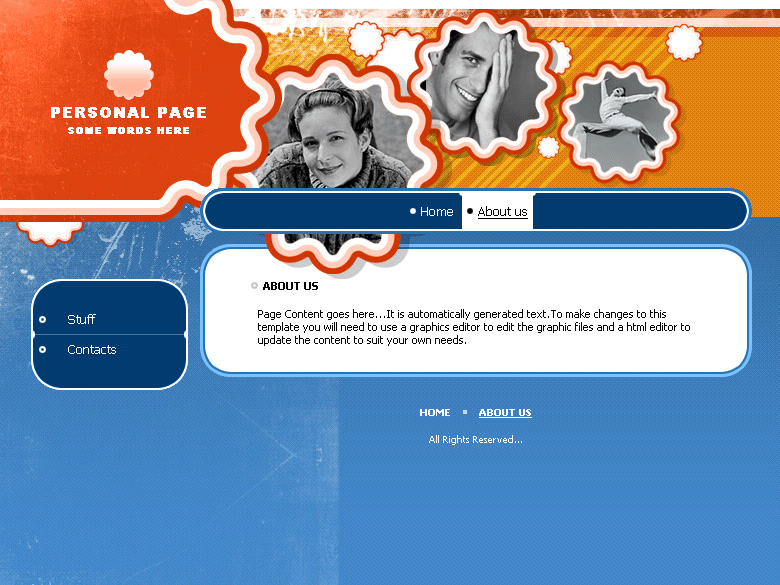 PERSONAL PAGE
SOME WORDS HERE
Home
About us
Stuff
Contacts
ABOUT US
Page Content goes here...It is automatically generated text.To make changes to this
template you will need to use a graphics editor to edit the graphic files and a html editor to
update the content to suit your own needs.
HOME
ABOUT US
All Rights Reserved...